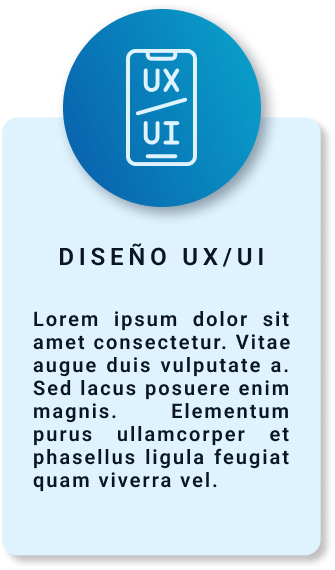 UX
UI
DISEÑO UX/UI
Lorem ipsum dolor sit
amet consectetur. Vitae
augue duis vulputate a.
Sed lacus posuere enim
magnis. Elementum
purus ullamcorper et
phasellus ligula feugiat
quam viverra vel.